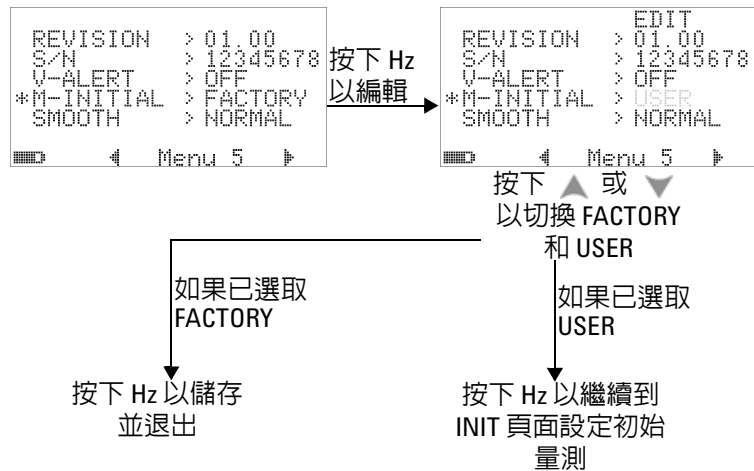 REVISION > 01.00
S/N > 12345678
V-ALERT > OFF
*M-INITIAL > FACTORY
SMOOTH > NORMAL
Menu 5
按下 Hz
以編輯
EDIT
REVISION > 01.00
S/N > 12345678
V-ALERT > OFF
*M-INITIAL > USER
SMOOTH > NORMAL
Menu 5
按下 或
以切換 FACTORY
和 USER
如果已選取
FACTORY
如果已選取
USER
按下 Hz 以儲存
並退出
按下 Hz 以繼續到
INIT 頁面設定初始
量測